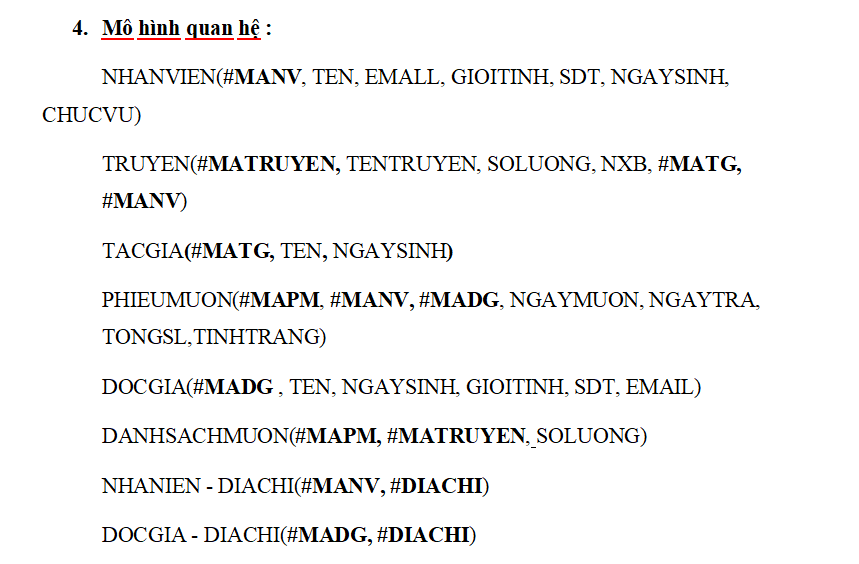 4. Mô hình quan hệ :
NHANVIEN(#MANV, TEN, EMALL, GIOITINH, SDT, NGAYSINH,
CHUCVU)
TRUYEN(#MATRUYEN, TENTRUYEN, SOLUONG, NXB, #MATG,
#MANV)
TACGIA(#MATG, TEN, NGAYSINH)
PHIEUMUON(#MAPM, #MANV, #MADG, NGAYMUON, NGAYTRA,
TONGSL,TINHTRANG)
DOCGIA(#MADG , TEN, NGAYSINH, GIOITINH, SDT, EMAIL)
DANHSACHMUON(#MAPM, #MATRUYEN, SOLUONG)
NHANIEN - DIACHI(#MANV, #DIACHI)
DOCGIA - DIACHI(#MADG, #DIACHI)